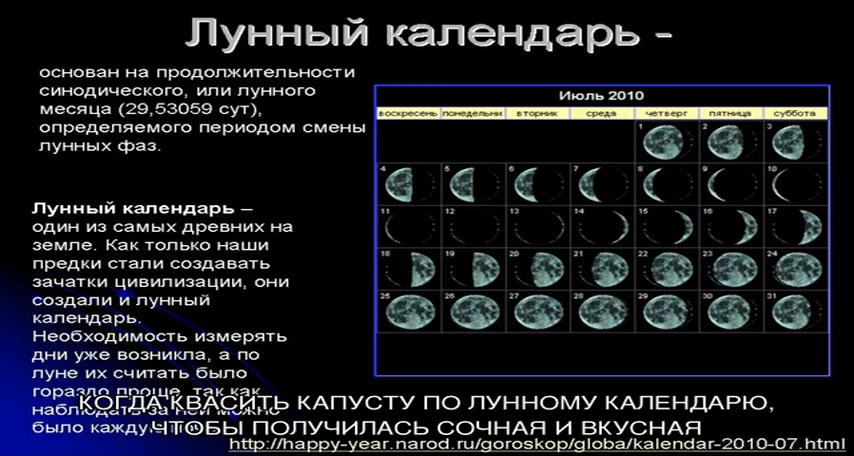 Лунный календарь -
основан на продолжительности
синодического, или лунного
месяца (29,53059 сут),
определяемого периодом смены
лунных фаз.
Лунный календарь –
один из самых древних на
земле. Как только наши
предки стали создавать
зачатки цивилизации, они
создали и лунный
календарь.
Необходимость измерять
дни уже возникла, а по
луне их считать было
гораздо проще, так как
было
Июль 2010
воскресень понедельни вторник среда четверг пятница суббота
1 2 3
4 5 6 7 8 9 10
11 12 13 14 15 16 17
18 19 20 21 22 23 24
25 26 27 28 29 30 31
КОГДА КВАСИТЬ КАПУСТУ ПО ЛУННОМУ КАЛЕНДАРЮ,
ЧТОБЫ ПОЛУЧИЛАСЬ СОЧНАЯ И ВКУСНАЯ
http://happy-year.narod.ru/goroskop/globa/kalendar-2010-07.html